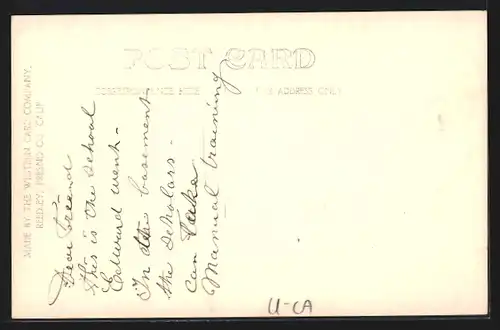 POST CARD
CORRESPONDENCE HERE
ADDRESS ONLY
MADE BY THE WESTERN CARD COMPANY,
REEDLEY, FRESNO CO. CALIF.
Dear Friend
this is the school
Edward went -
In the basement
the scholars -
can take
Manual training
U-CA